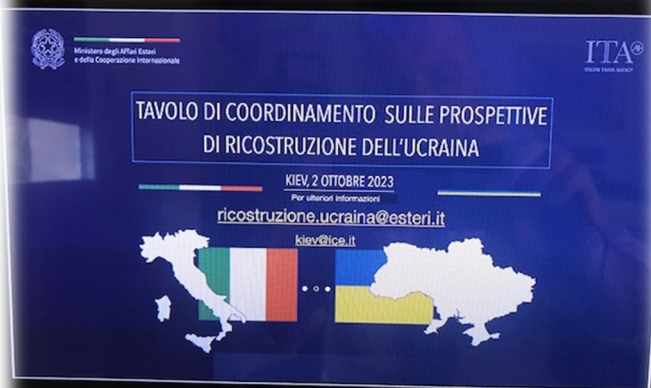 Ministero degli Affari Esteri
e della Cooperazione Internazionale
ITA
ITALIAN TRADE AGENCY
TAVOLO DI COORDINAMENTO SULLE PROSPETTIVE
DI RICOSTRUZIONE DELL'UCRAINA
KIEV, 2 OTTOBRE 2023
Per ulteriori informazioni
ricostruzione.ucraina@esteri.it
kiev@ice.it